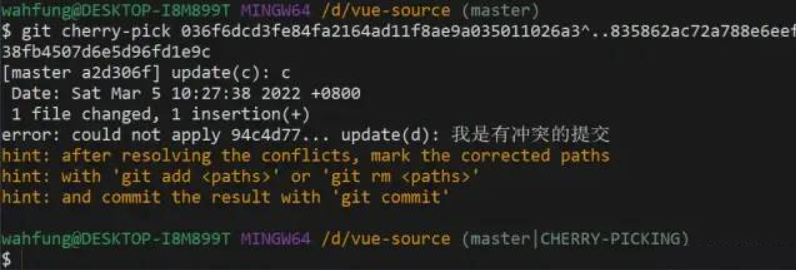 wahfung@DESKTOP-I8M899T MINGW64 /d/vue-source (master)
$ git cherry-pick 036f6dcd3fe84fa2164ad11f8ae9a035011026a3^..835862ac72a788e6eef
38fb4507d6e5d96fd1e9c
[master a2d306f] update(c): c
Date: Sat Mar 5 10:27:38 2022 +0800
1 file changed, 1 insertion(+)
error: could not apply 94c4d77... update(d): 我是有冲突的提交
hint: after resolving the conflicts, mark the corrected paths
hint: with 'git add <paths>' or 'git rm <paths>'
hint: and commit the result with 'git commit'
wahfung@DESKTOP-I8M899T MINGW64 /d/vue-source (master|CHERRY-PICKING)
$